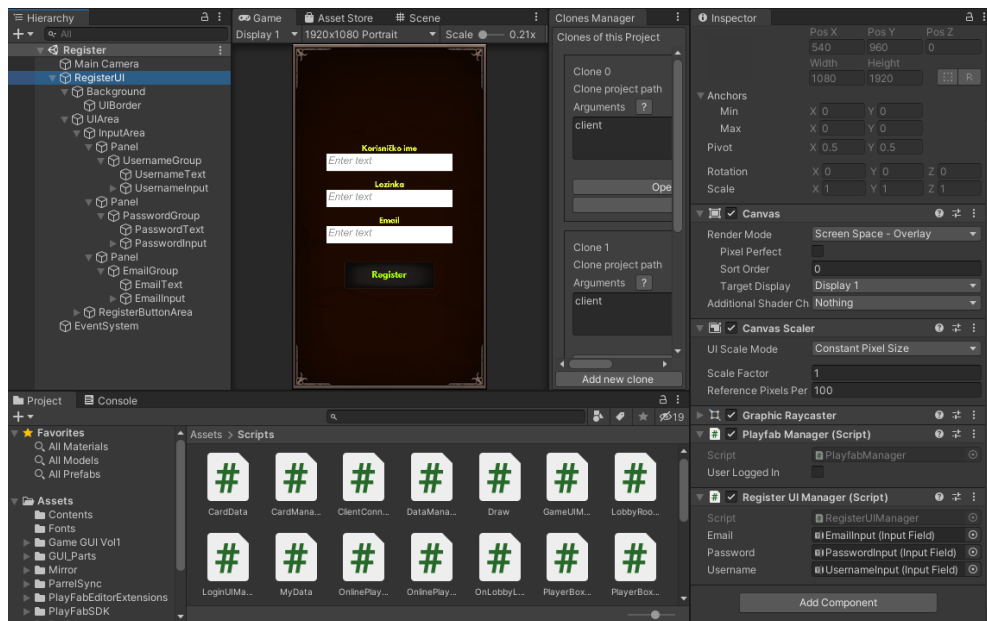 Hierarchy
All
Register
Main Camera
RegisterUI
Background
UIBorder
UIArea
InputArea
Panel
UsernameGroup
UsernameText
UsernameInput
Panel
PasswordGroup
PasswordText
PasswordInput
Panel
EmailGroup
EmailText
EmailInput
RegisterButtonArea
EventSystem
Game Asset Store Scene
Display 1 1920x1080 Portrait Scale 0.21x
Korisničko ime
Enter text
Lozinka
Enter text
Email
Enter text
Register
Clones Manager
Clones of this Project
Clone 0
Clone project path
Arguments ?
client
Ope
Clone 1
Clone project path
Arguments ?
client
Add new clone
Inspector
Pos X Pos Y Pos Z
540 960 0
Width Height
1080 1920 R
Anchors
Min X 0 Y 0
Max X 0 Y 0
Pivot X 0.5 Y 0.5
Rotation X 0 Y 0 Z 0
Scale X 1 Y 1 Z 1
Canvas
Render Mode Screen Space - Overlay
Pixel Perfect
Sort Order 0
Target Display Display 1
Additional Shader Ch Nothing
Canvas Scaler
UI Scale Mode Constant Pixel Size
Scale Factor 1
Reference Pixels Per 100
Graphic Raycaster
# Playfab Manager (Script)
Script PlayfabManager
User Logged In
# Register UI Manager (Script)
Script RegisterUIManager
Email EmailInput (Input Field)
Password PasswordInput (Input Field)
Username UsernameInput (Input Field)
Add Component
Project Console
19
Favorites
All Materials
All Models
All Prefabs
Assets
Contents
Fonts
Game GUI Vol1
GUI_Parts
Mirror
ParrelSync
PlayFabEditorExtensions
PlayFabSDK
Assets > Scripts
# # # # # # #
CardData CardMana... ClientConn... DataMana... Draw GameUIM... LobbyRoo...
# # # # # # #
LoginUIMa... MyData OnlinePlay... OnlinePlay... OnLobbyL... PlayerBox... PlayerBox...